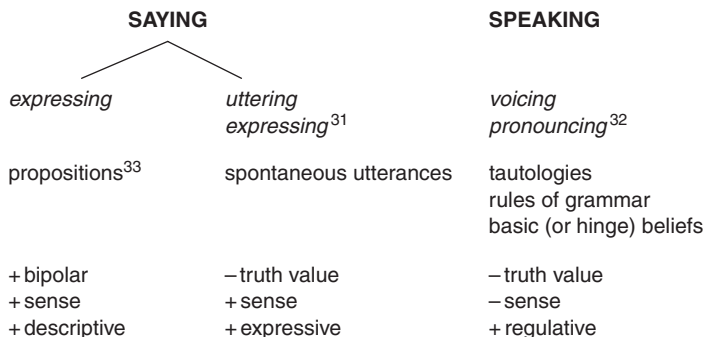 SAYING SPEAKING
expressing uttering voicing
expressing31 pronouncing32
propositions33 spontaneous utterances tautologies
rules of grammar
basic (or hinge) beliefs
+ bipolar – truth value – truth value
+ sense + sense – sense
+ descriptive + expressive + regulative